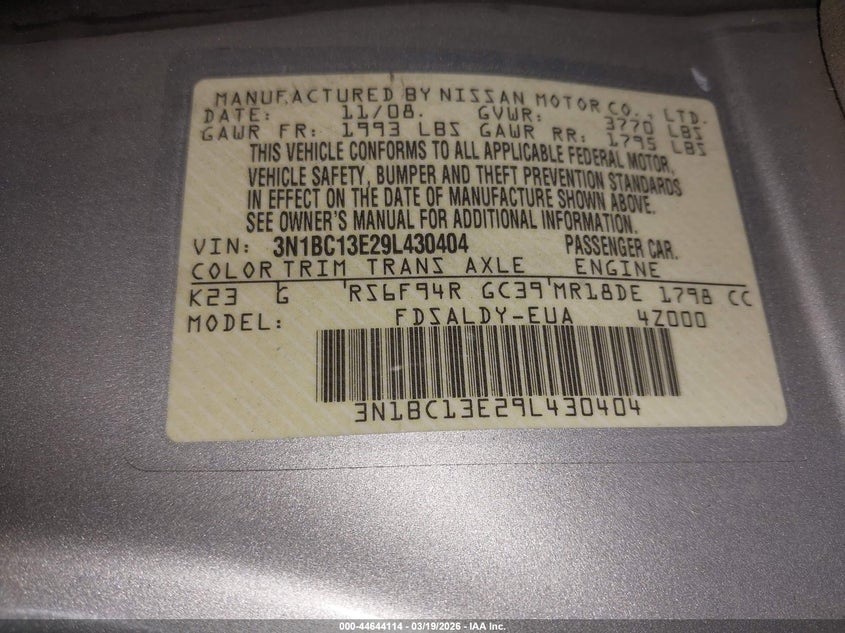 MANUFACTURED BY NISSAN MOTOR CO., LTD.
DATE: 11/08. GVWR: 3770 LBS
GAWR FR: 1993 LBS GAWR RR: 1795 LBS
THIS VEHICLE CONFORMS TO ALL APPLICABLE FEDERAL MOTOR.
VEHICLE SAFETY, BUMPER AND THEFT PREVENTION STANDARDS
IN EFFECT ON THE DATE OF MANUFACTURE SHOWN ABOVE.
SEE OWNER'S MANUAL FOR ADDITIONAL INFORMATION.
VIN: 3N1BC13E29L430404 PASSENGER CAR.
COLOR TRIM TRANS AXLE ENGINE
K23 G RS6F94R GC39 MR18DE 1798 CC
MODEL: FDSALDY-EUA 4Z000
3N1BC13E29L430404
000-44644114 — 03/19/2026 — IAA Inc.